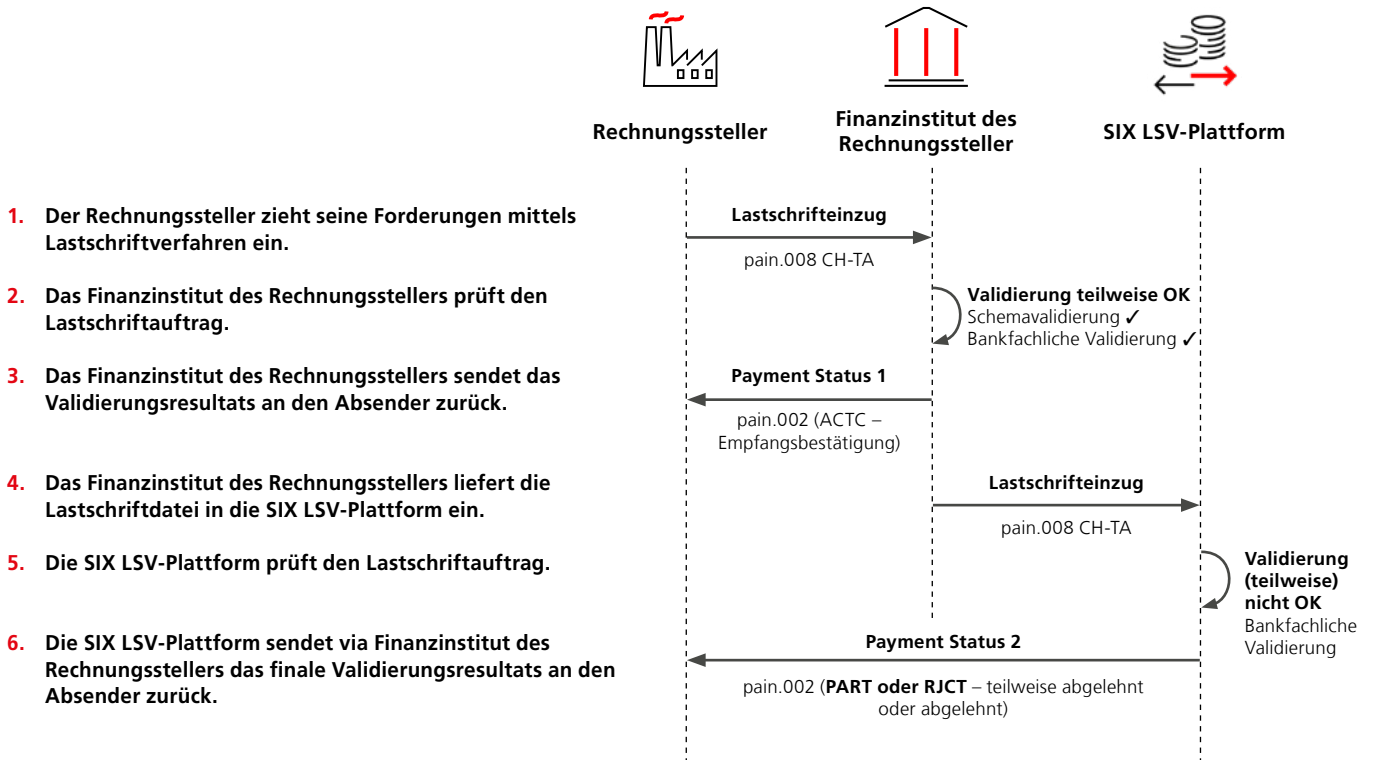 Rechnungssteller
Finanzinstitut des
Rechnungssteller
SIX LSV-Plattform
1. Der Rechnungssteller zieht seine Forderungen mittels
Lastschriftverfahren ein.
Lastschrifteinzug
pain.008 CH-TA
2. Das Finanzinstitut des Rechnungsstellers prüft den
Lastschriftauftrag.
Validierung teilweise OK
Schemavalidierung ✓
Bankfachliche Validierung ✓
3. Das Finanzinstitut des Rechnungsstellers sendet das
Validierungsresultats an den Absender zurück.
Payment Status 1
pain.002 (ACTC –
Empfangsbestätigung)
4. Das Finanzinstitut des Rechnungsstellers liefert die
Lastschriftdatei in die SIX LSV-Plattform ein.
Lastschrifteinzug
pain.008 CH-TA
5. Die SIX LSV-Plattform prüft den Lastschriftauftrag.
Validierung
(teilweise)
nicht OK
Bankfachliche
Validierung
6. Die SIX LSV-Plattform sendet via Finanzinstitut des
Rechnungsstellers das finale Validierungsresultats an den
Absender zurück.
Payment Status 2
pain.002 (PART oder RJCT – teilweise abgelehnt
oder abgelehnt)